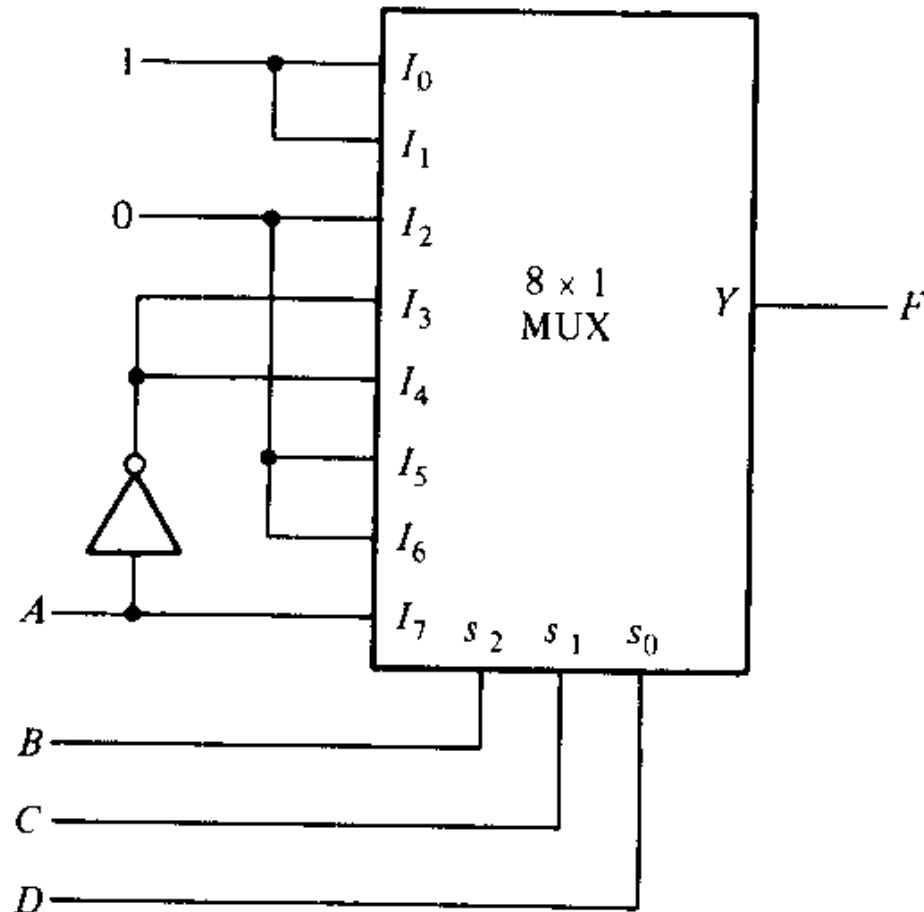 1
I₀
I₁
0
I₂
8 × 1
MUX
I₃
Y
F
I₄
I₅
I₆
A
I₇
s₂
s₁
s₀
B
C
D